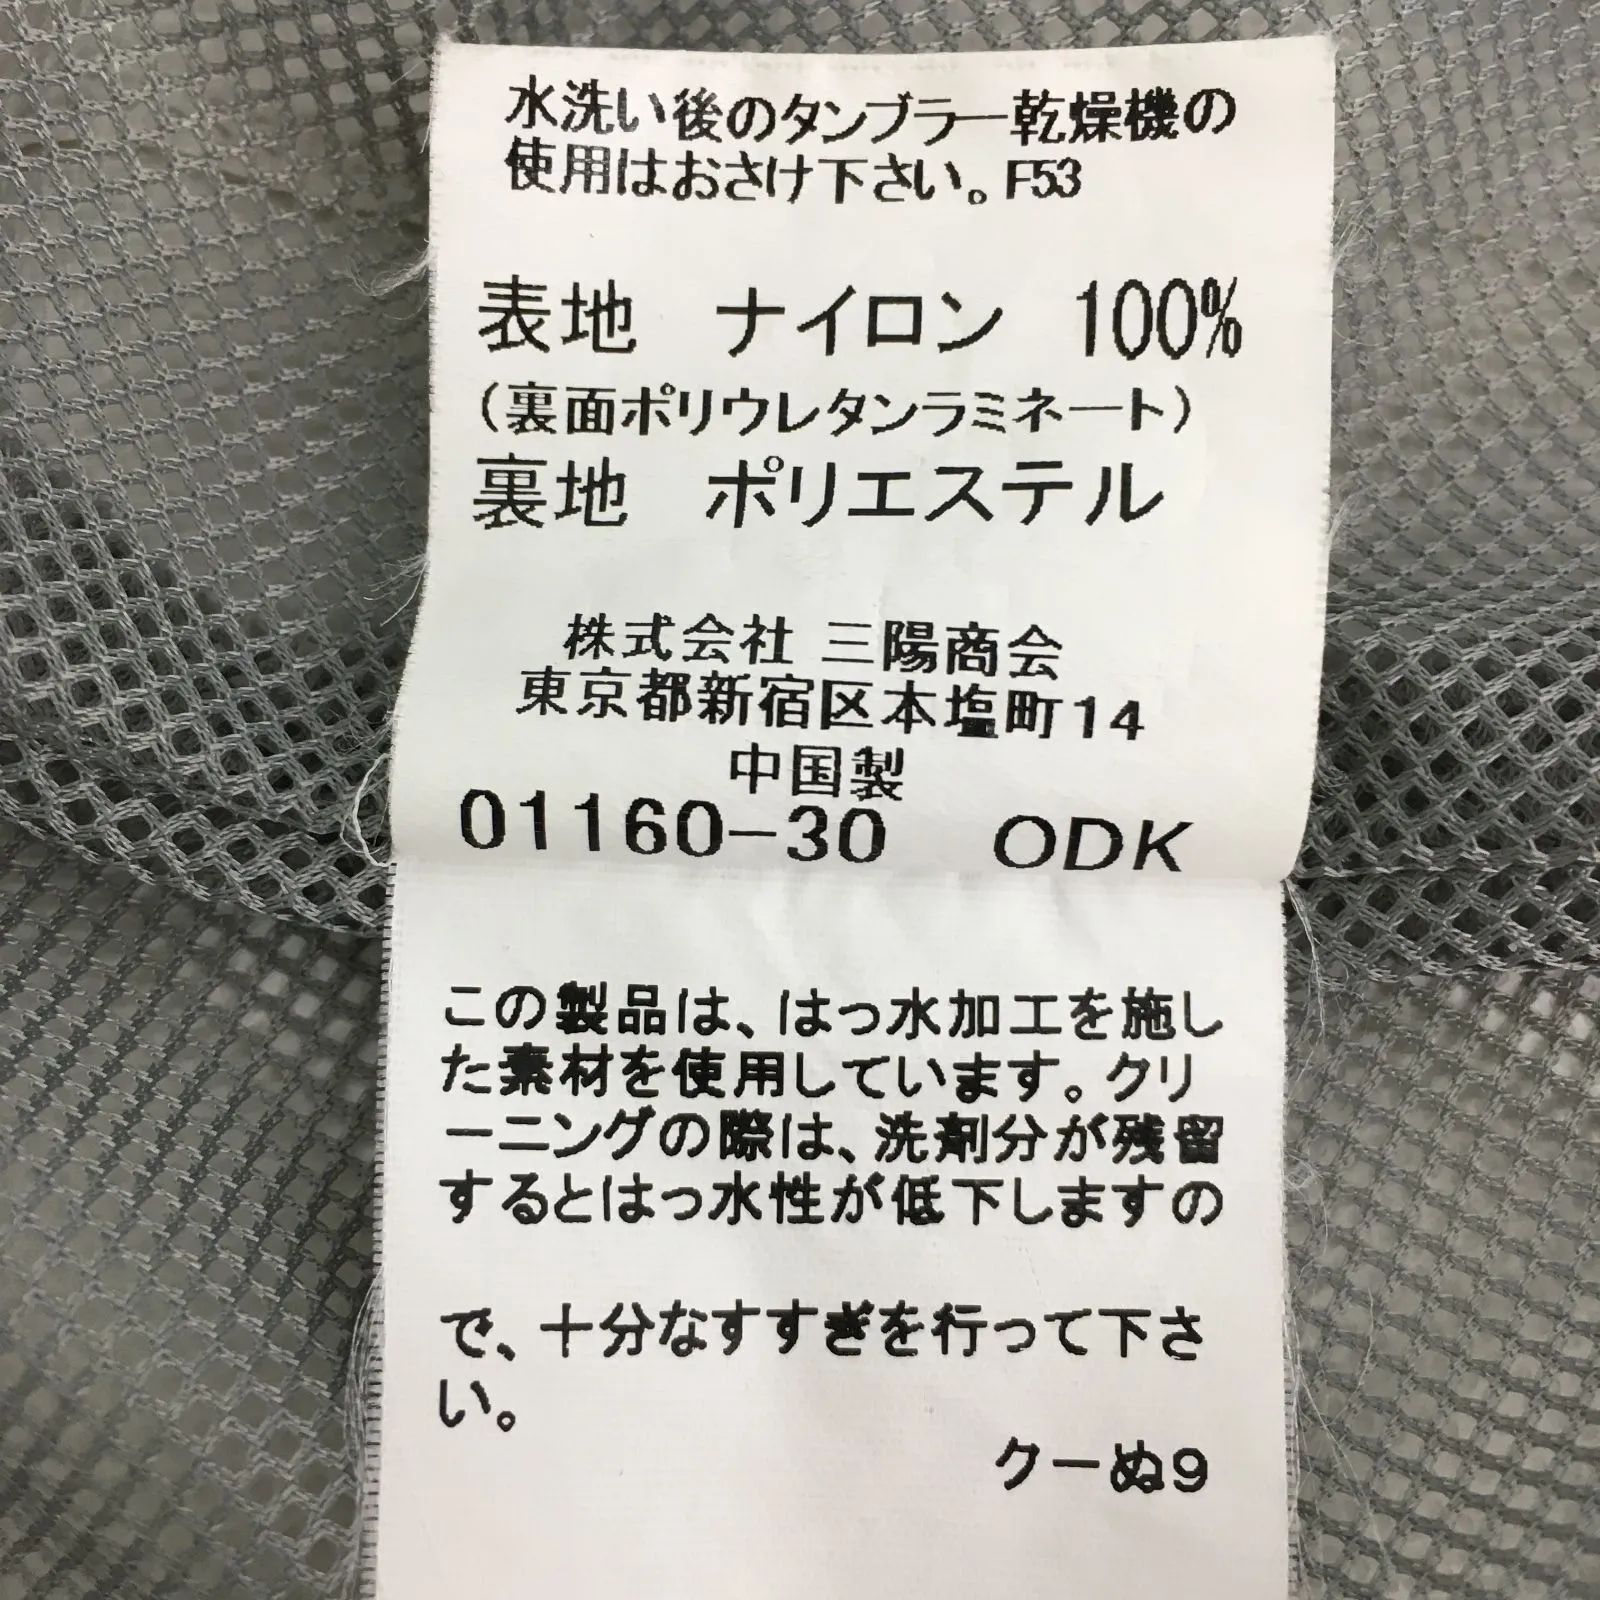 水洗い後のタンブラー乾燥機の
使用はおさけ下さい。F53
表地　ナイロン　100%
（裏面ポリウレタンラミネート）
裏地　ポリエステル
株式会社 三陽商会
東京都新宿区本塩町14
中国製
01160-30　ODK
この製品は、はっ水加工を施し
た素材を使用しています。クリ
ーニングの際は、洗剤分が残留
するとはっ水性が低下しますの
で、十分なすすぎを行って下さ
い。
クーぬ9